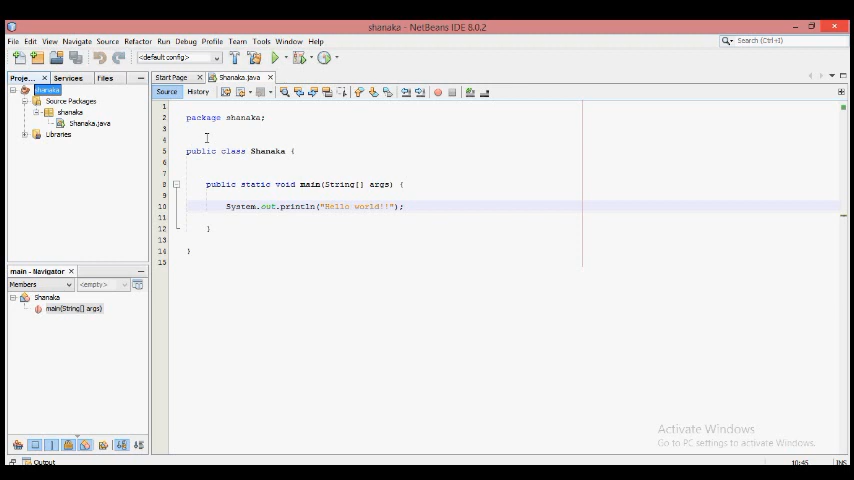 shanaka - NetBeans IDE 8.0.2
File Edit View Navigate Source Refactor Run Debug Profile Team Tools Window Help
Search (Ctrl+I)
<default config>
Proje... Services Files
shanaka
Source Packages
shanaka
Shanaka.java
Libraries
Start Page Shanaka.java
Source History
1
2 package shanaka;
3
4
5 public class Shanaka {
6
7
8 public static void main(String[] args) {
9
10 System.out.println("Hello world!!");
11
12 }
13
14 }
15
main - Navigator
Members <empty>
Shanaka
main(String[] args)
Activate Windows
Go to PC settings to activate Windows.
Output
10:45 INS